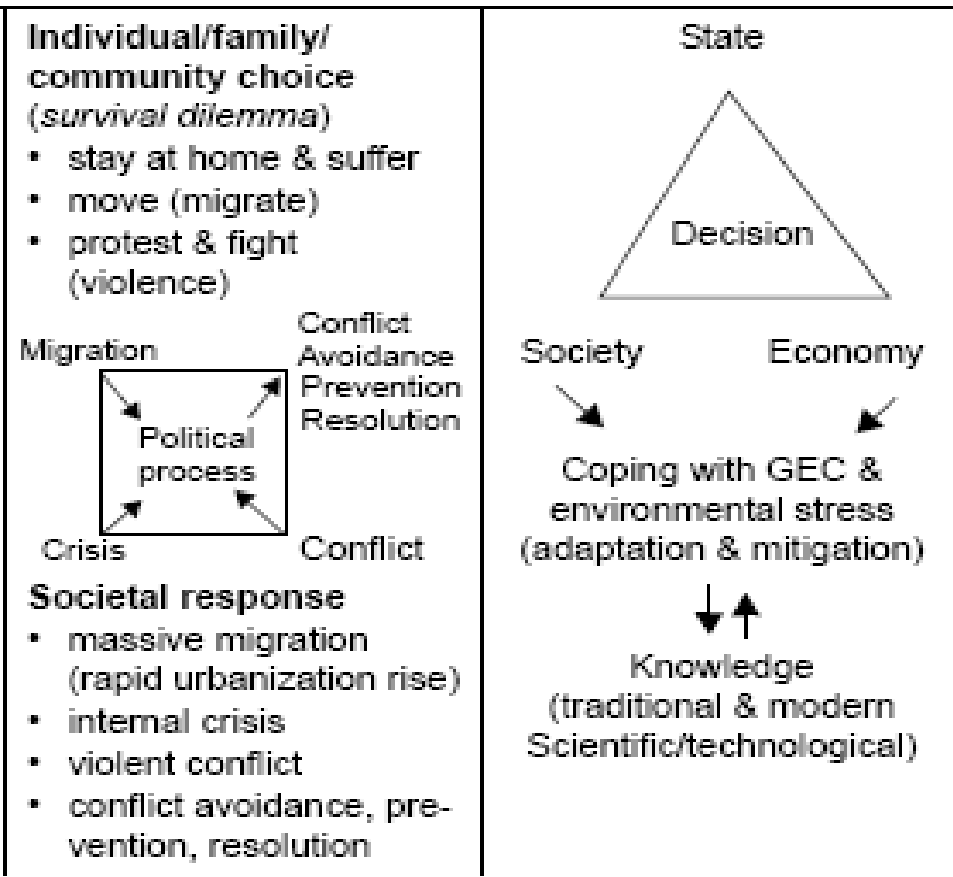 Individual/family/
community choice
(survival dilemma)
• stay at home & suffer
• move (migrate)
• protest & fight
(violence)
Conflict
Migration Avoidance
Prevention
Resolution
Political
process
Crisis Conflict
Societal response
• massive migration
(rapid urbanization rise)
• internal crisis
• violent conflict
• conflict avoidance, pre-
vention, resolution
State
Decision
Society Economy
Coping with GEC &
environmental stress
(adaptation & mitigation)
Knowledge
(traditional & modern
Scientific/technological)